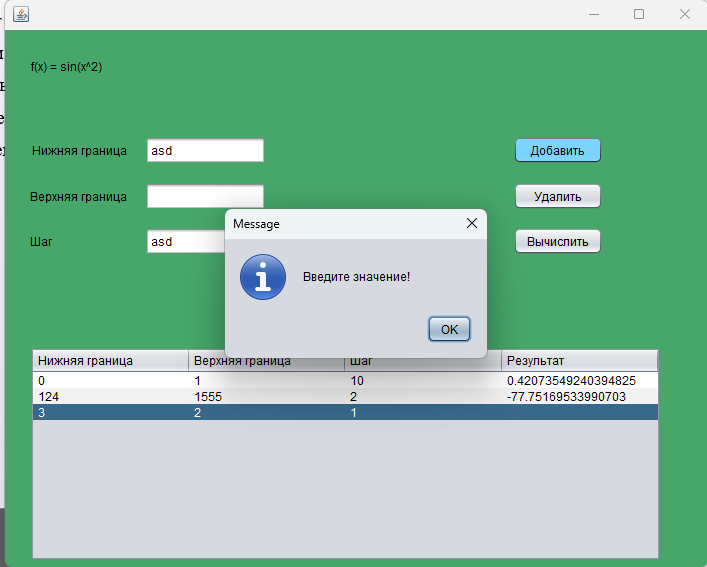 f(x) = sin(x^2)
Нижняя граница asd Добавить
Верхняя граница Удалить
Шаг asd Вычислить
Message
Введите значение!
OK
Нижняя граница Верхняя граница Шаг Результат
0 1 10 0.42073549240394825
124 1555 2 -77.75169533990703
3 2 1